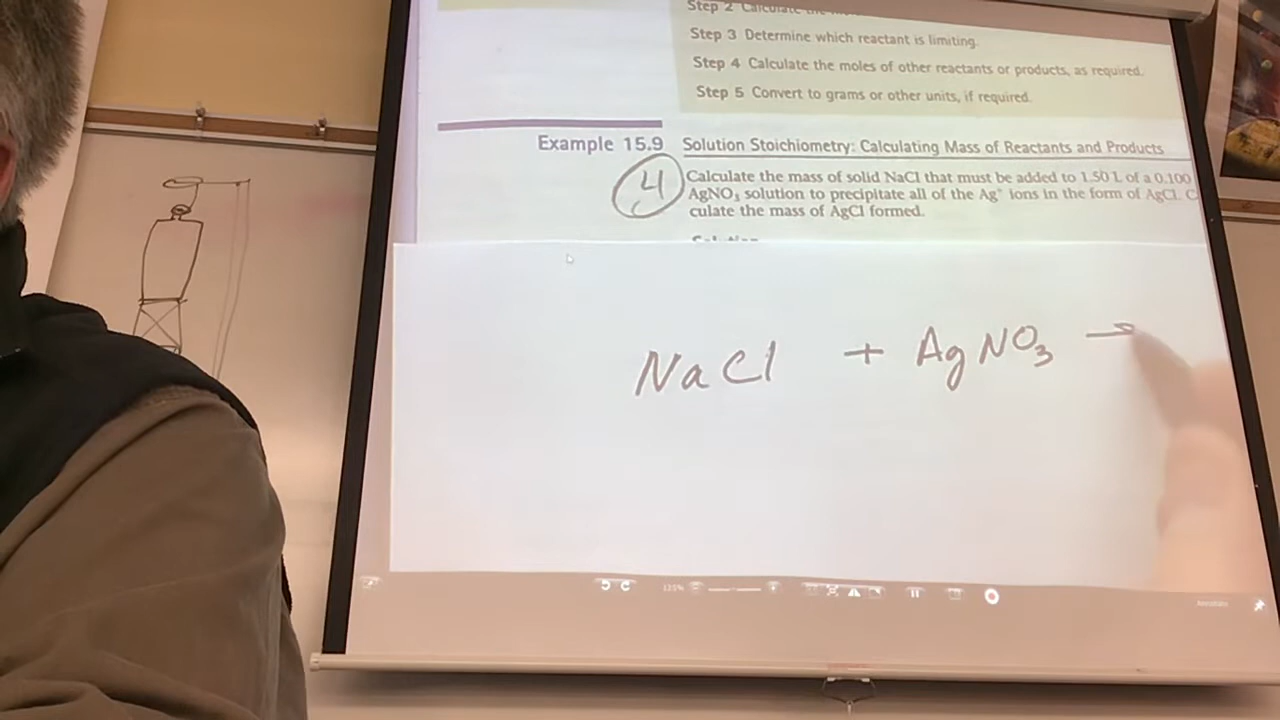 Step 2 Calculate the
Step 3 Determine which reactant is limiting.
Step 4 Calculate the moles of other reactants or products, as required.
Step 5 Convert to grams or other units, if required.
Example 15.9 Solution Stoichiometry: Calculating Mass of Reactants and Products
4
Calculate the mass of solid NaCl that must be added to 1.50 L of a 0.100
AgNO₃ solution to precipitate all of the Ag⁺ ions in the form of AgCl. C
culate the mass of AgCl formed.
NaCl + AgNO₃ →